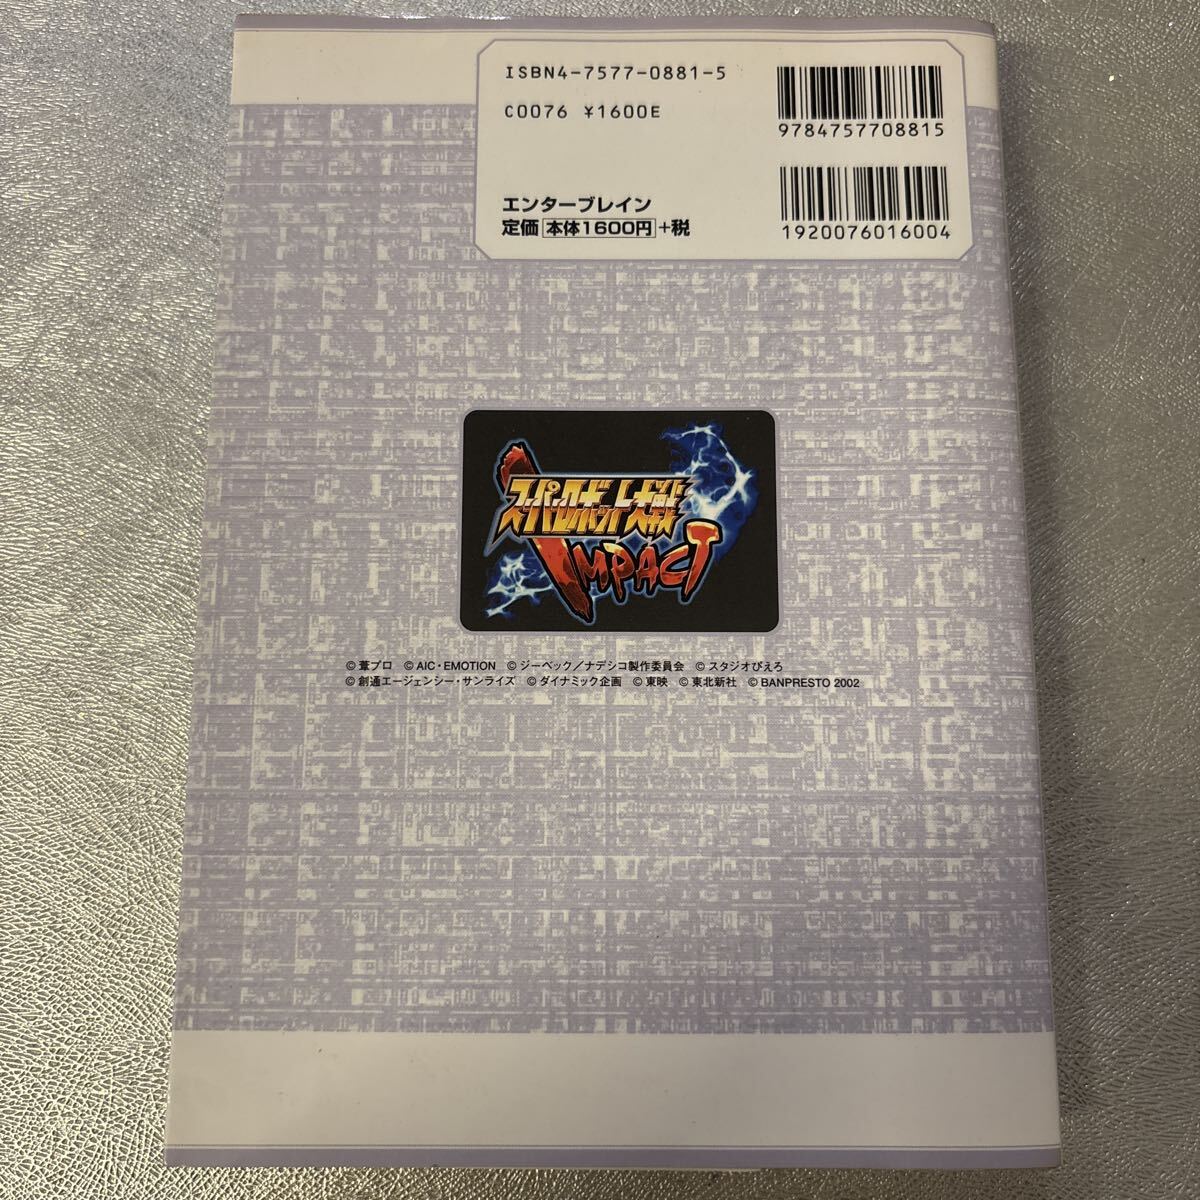 ISBN4-7577-0881-5
C0076 ¥1600E
9784757708815
エンターブレイン
定価 本体1600円 +税
1920076016004
スーパーロボット大戦
IMPACT
© 葦プロ © AIC・EMOTION © ジーベック／ナデシコ製作委員会 © スタジオぴえろ
© 創通エージェンシー・サンライズ © ダイナミック企画 © 東映 © 東北新社 © BANPRESTO 2002